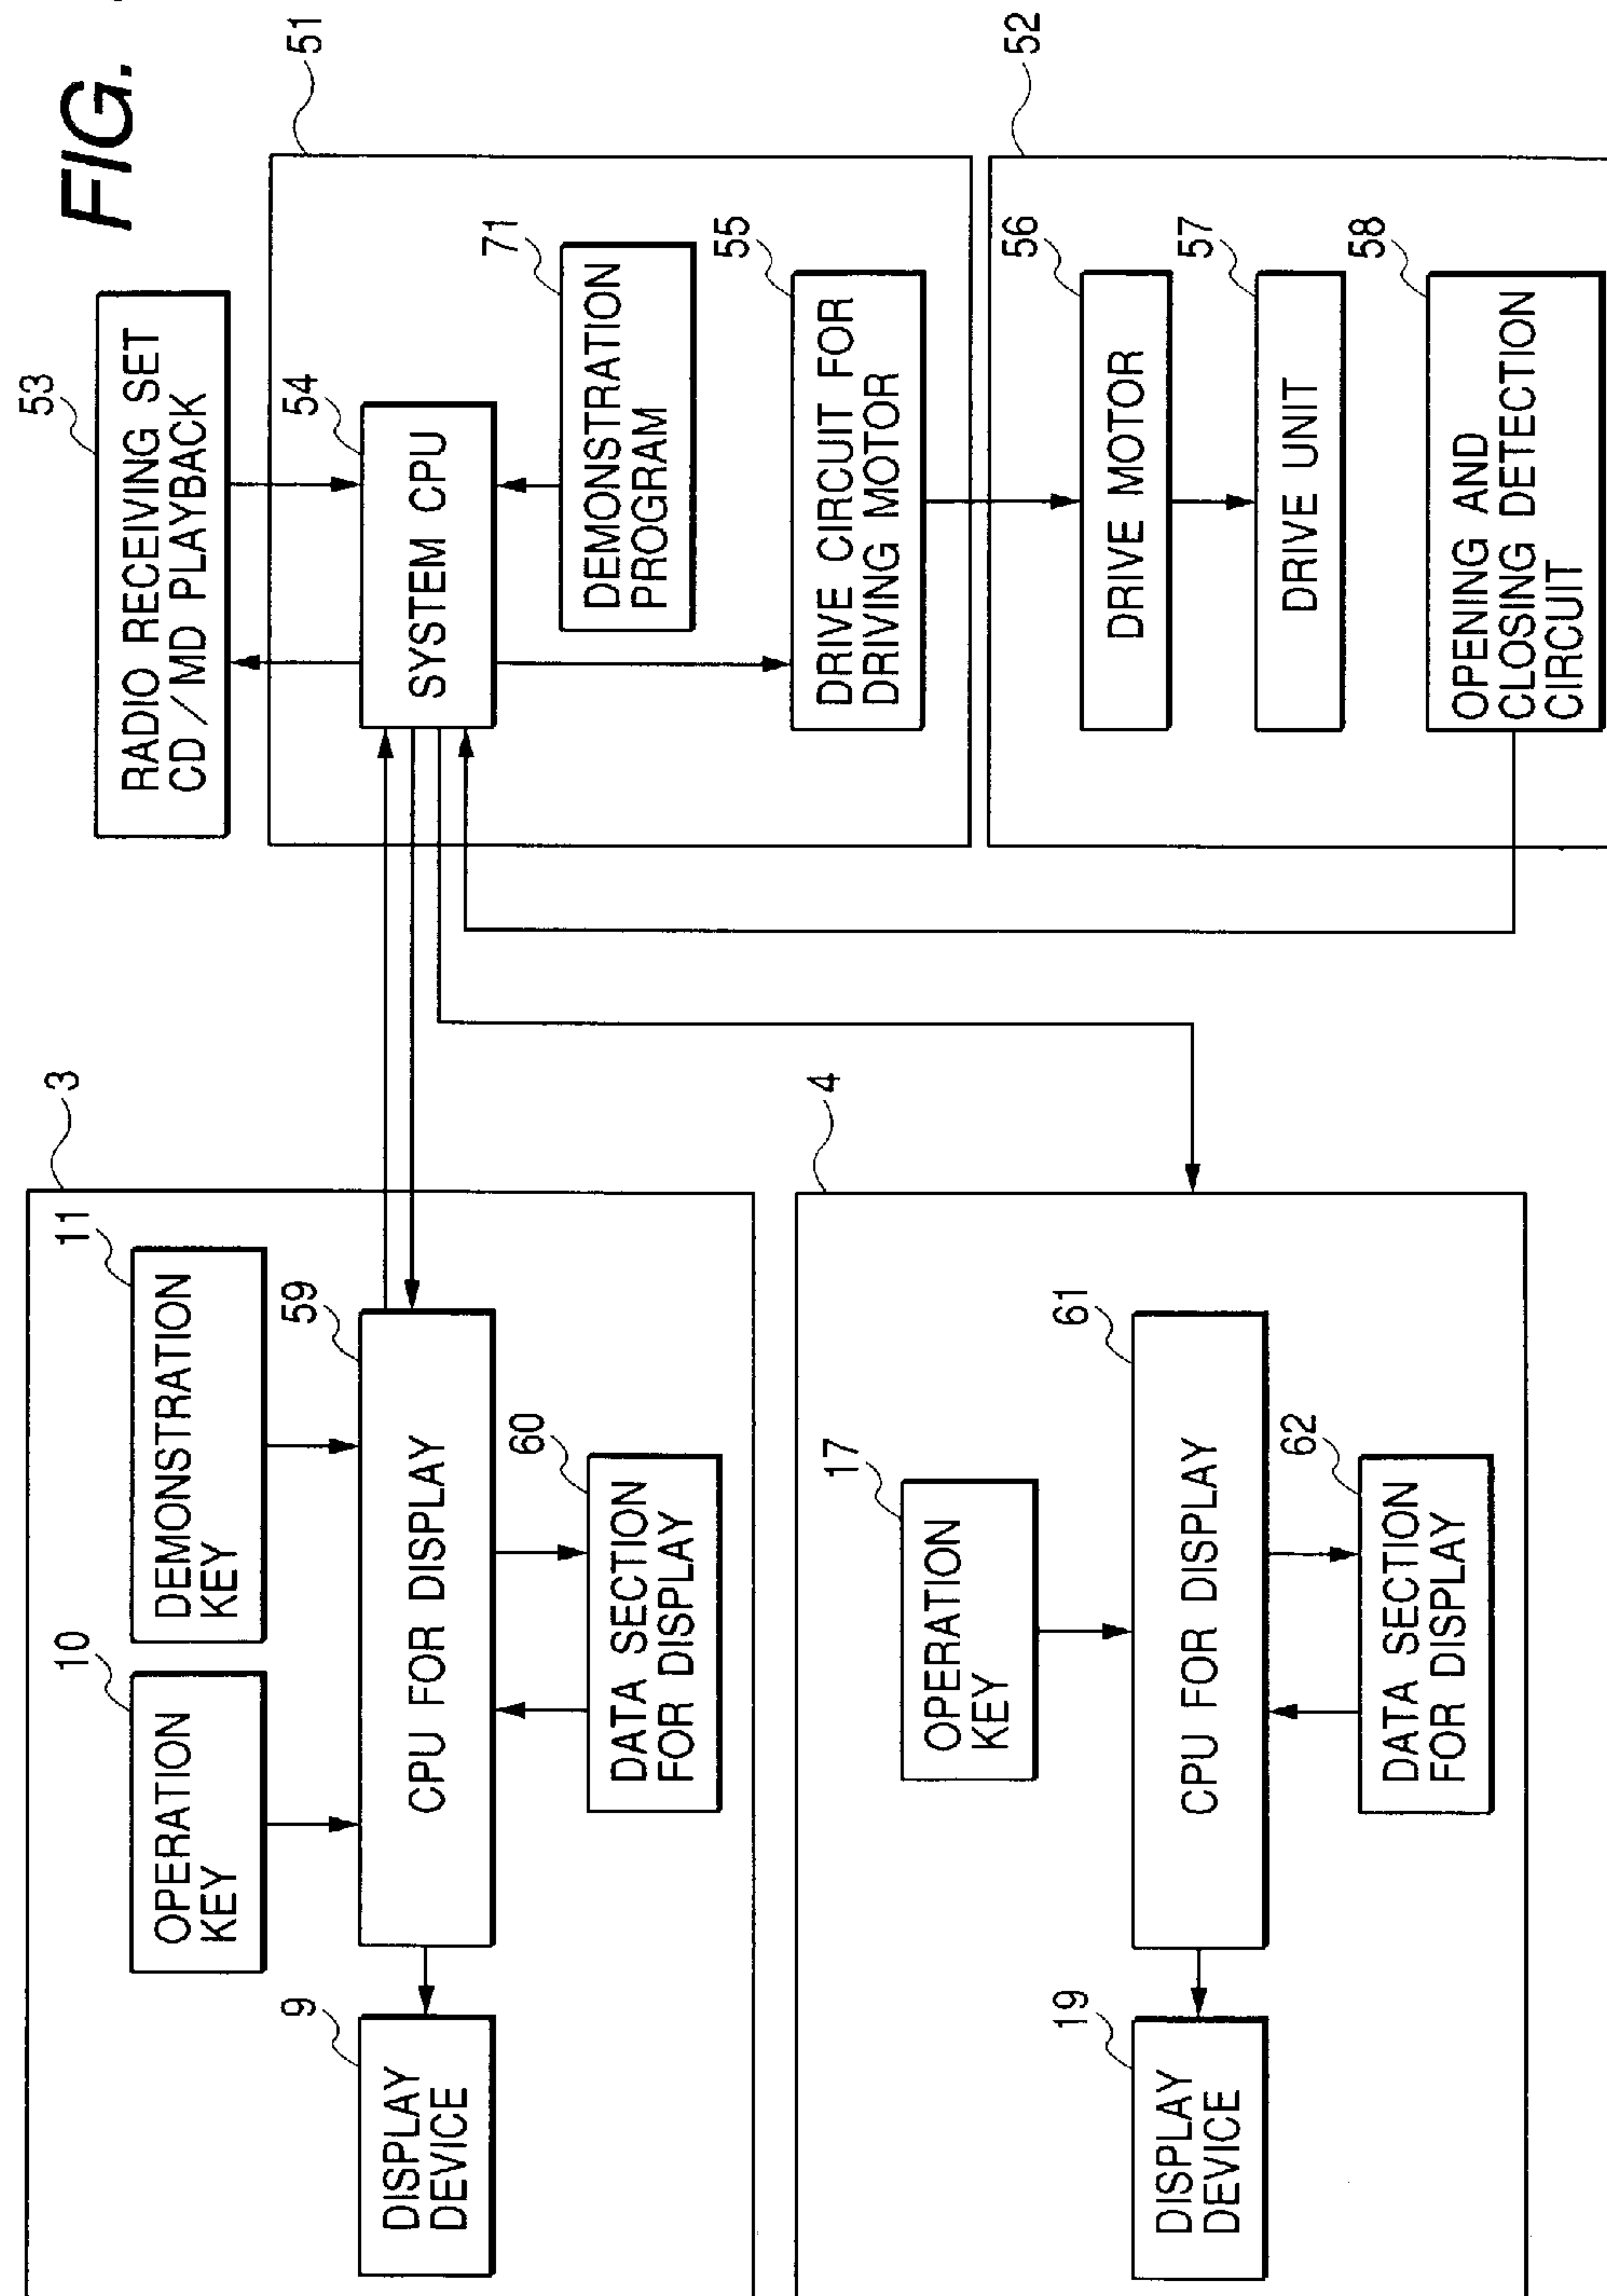 FIG.
3
10
OPERATION
KEY
11
DEMONSTRATION
KEY
9
DISPLAY
DEVICE
59
CPU FOR DISPLAY
60
DATA SECTION
FOR DISPLAY
53
RADIO RECEIVING SET
CD/MD PLAYBACK
51
54
SYSTEM CPU
71
DEMONSTRATION
PROGRAM
55
DRIVE CIRCUIT FOR
DRIVING MOTOR
4
17
OPERATION
KEY
19
DISPLAY
DEVICE
61
CPU FOR DISPLAY
62
DATA SECTION
FOR DISPLAY
52
56
DRIVE MOTOR
57
DRIVE UNIT
58
OPENING AND
CLOSING DETECTION
CIRCUIT